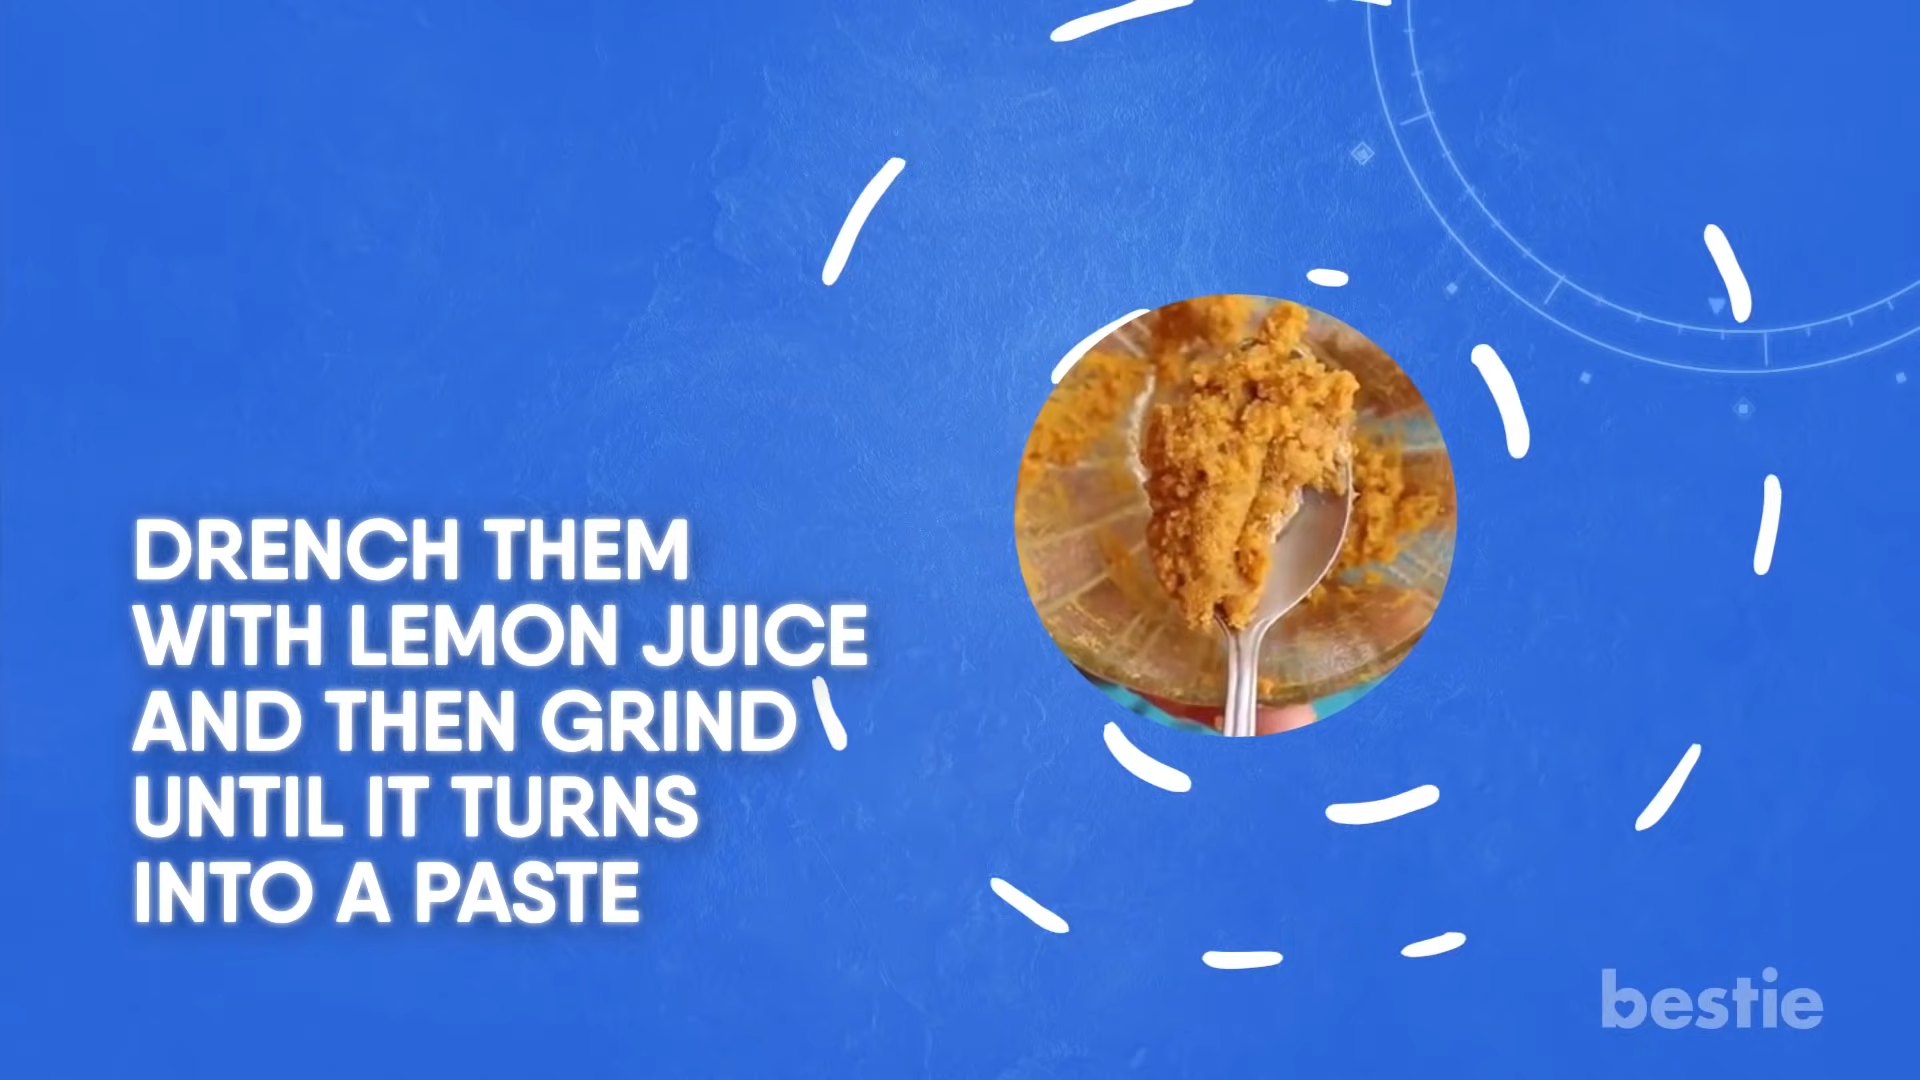 DRENCH THEM
WITH LEMON JUICE
AND THEN GRIND
UNTIL IT TURNS
INTO A PASTE
bestie